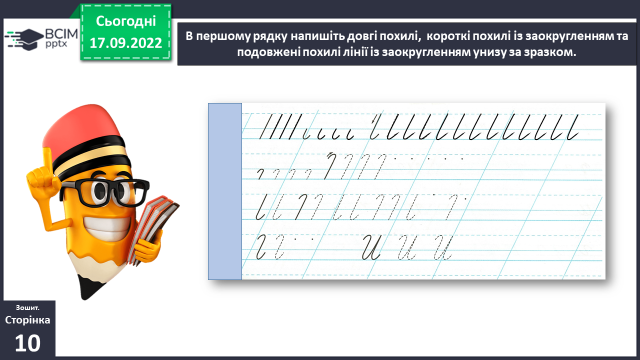 ВСІМ
pptx
Сьогодні
17.09.2022
В першому рядку напишіть довгі похилі, короткі похилі із заокругленням та
подовжені похилі лінії із заокругленням унизу за зразком.
И И И
Зошит.
Сторінка
10